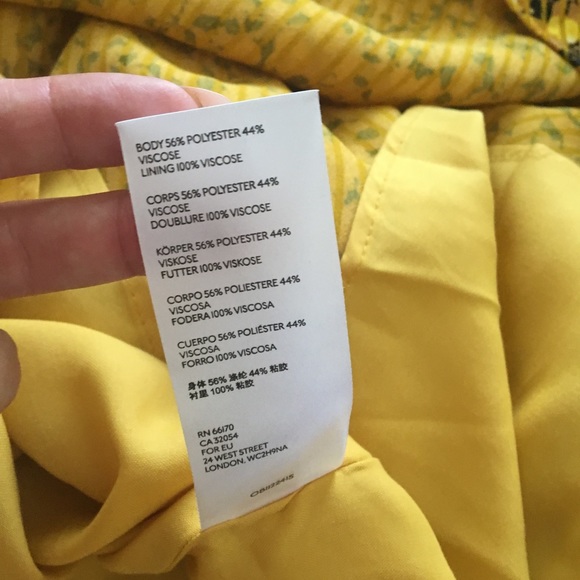 BODY 56% POLYESTER 44%
VISCOSE
LINING 100% VISCOSE
CORPS 56% POLYESTER 44%
VISCOSE
DOUBLURE 100% VISCOSE
KÖRPER 56% POLYESTER 44%
VISKOSE
FUTTER 100% VISKOSE
CORPO 56% POLIESTERE 44%
VISCOSA
FODERA 100% VISCOSA
CUERPO 56% POLIÉSTER 44%
VISCOSA
FORRO 100% VISCOSA
身体 56% 涤纶 44% 粘胶
衬里 100% 粘胶
RN 66170
CA 32054
FOR EU
24 WEST STREET
LONDON, WC2H9NA